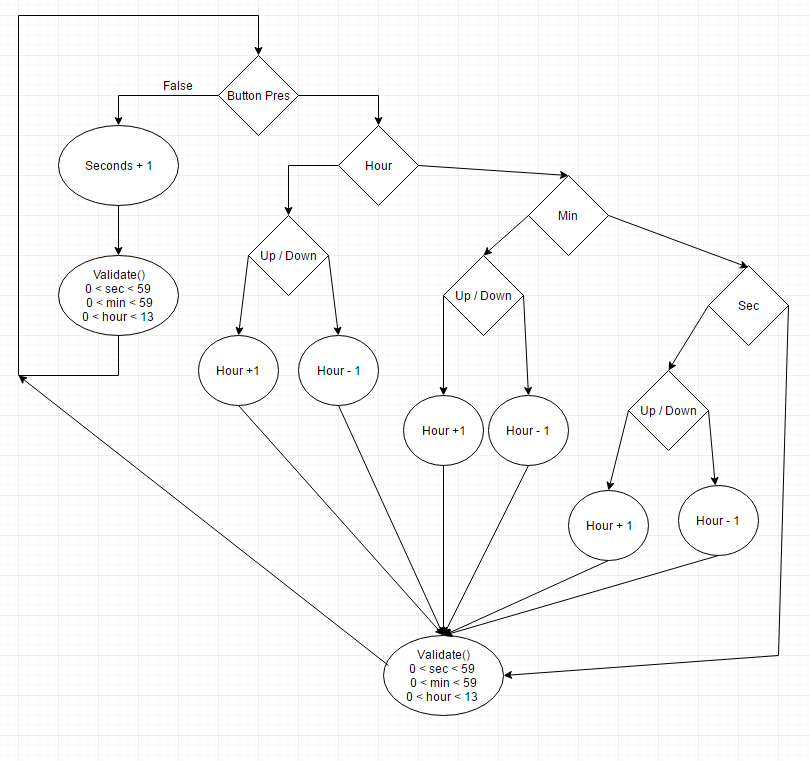 False
Button Pres
Seconds + 1
Hour
Min
Up / Down
Validate()
0 < sec < 59
0 < min < 59
0 < hour < 13
Up / Down
Sec
Hour +1
Hour - 1
Up / Down
Hour +1
Hour - 1
Hour + 1
Hour - 1
Validate()
0 < sec < 59
0 < min < 59
0 < hour < 13